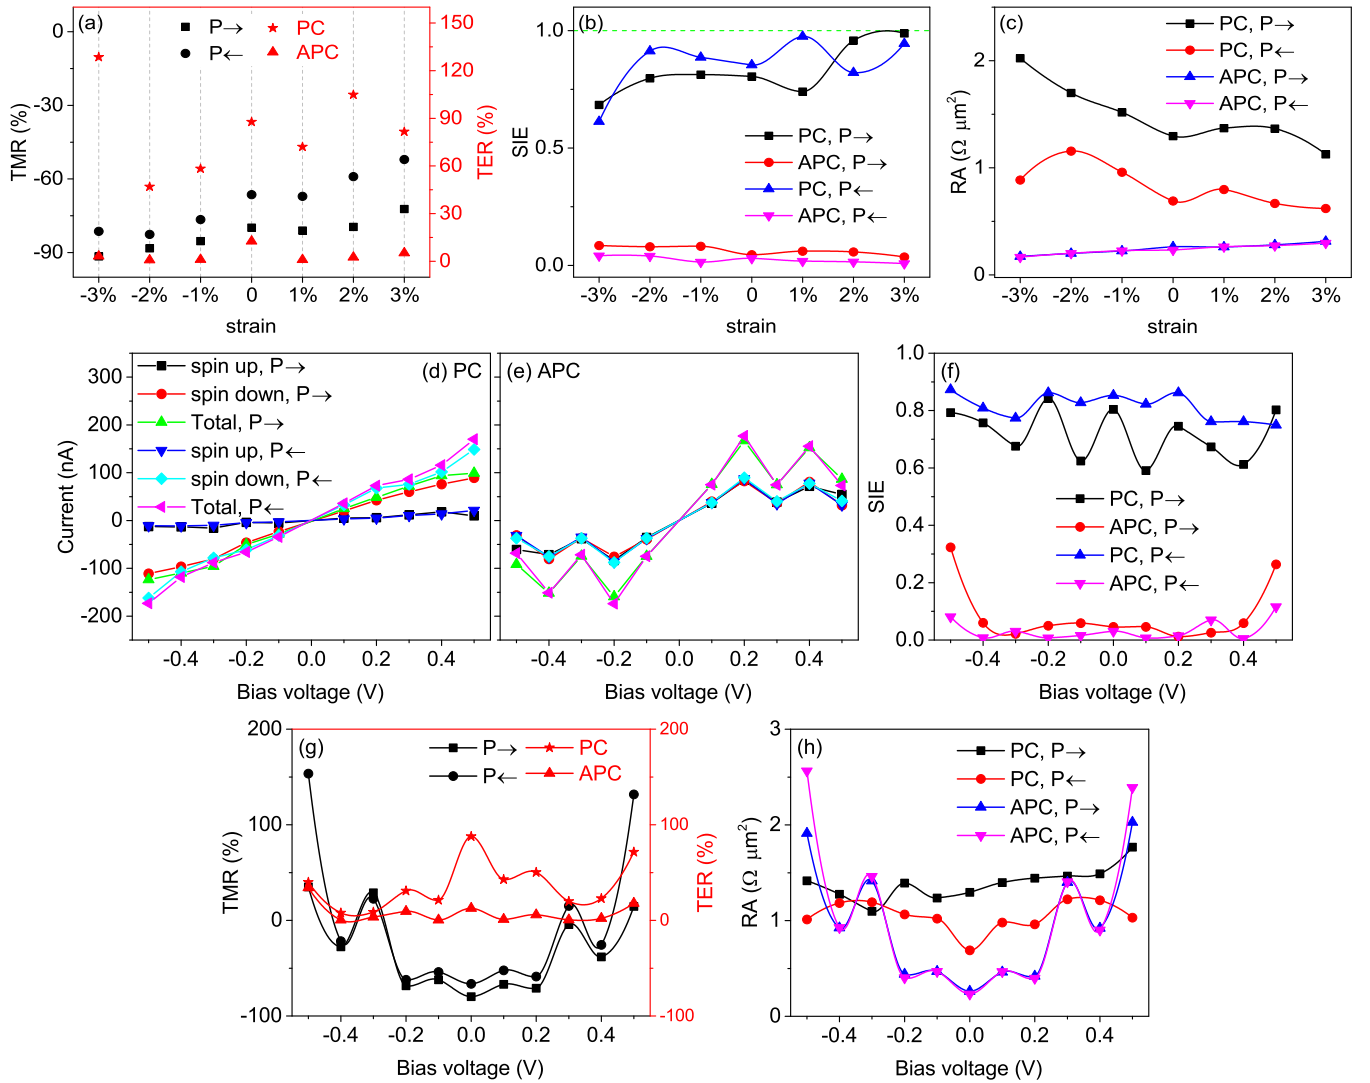 (a)
P→
P←
PC
APC
TMR (%)
0
-30
-60
-90
TER (%)
150
120
90
60
30
0
-3% -2% -1% 0 1% 2% 3%
strain
(b)
SIE
1.0
0.5
0.0
PC, P→
APC, P→
PC, P←
APC, P←
-3% -2% -1% 0 1% 2% 3%
strain
(c)
RA (Ω μm²)
2
1
0
PC, P→
PC, P←
APC, P→
APC, P←
-3% -2% -1% 0 1% 2% 3%
strain
(d) PC
Current (nA)
300
200
100
0
-100
-200
spin up, P→
spin down, P→
Total, P→
spin up, P←
spin down, P←
Total, P←
-0.4 -0.2 0.0 0.2 0.4
Bias voltage (V)
(e) APC
-0.4 -0.2 0.0 0.2 0.4
Bias voltage (V)
(f)
SIE
1.0
0.8
0.6
0.4
0.2
0.0
PC, P→
APC, P→
PC, P←
APC, P←
-0.4 -0.2 0.0 0.2 0.4
Bias voltage (V)
(g)
TMR (%)
200
100
0
-100
P→
P←
PC
APC
TER (%)
200
100
0
-100
-0.4 -0.2 0.0 0.2 0.4
Bias voltage (V)
(h)
RA (Ω μm²)
3
2
1
0
PC, P→
PC, P←
APC, P→
APC, P←
-0.4 -0.2 0.0 0.2 0.4
Bias voltage (V)